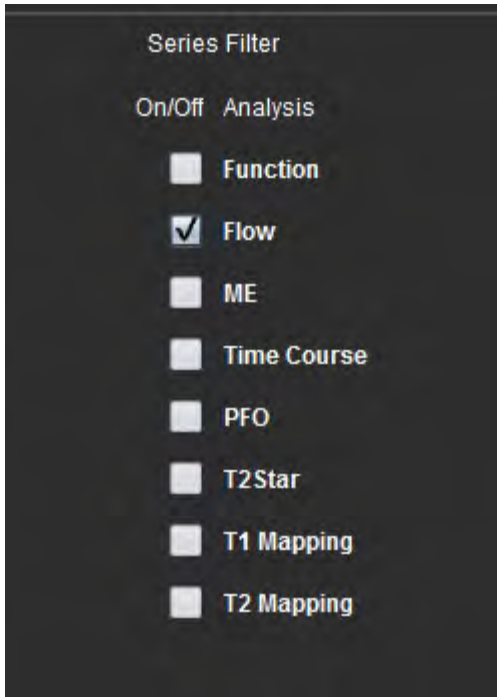 Series Filter
On/Off Analysis
Function
Flow
ME
Time Course
PFO
T2Star
T1 Mapping
T2 Mapping